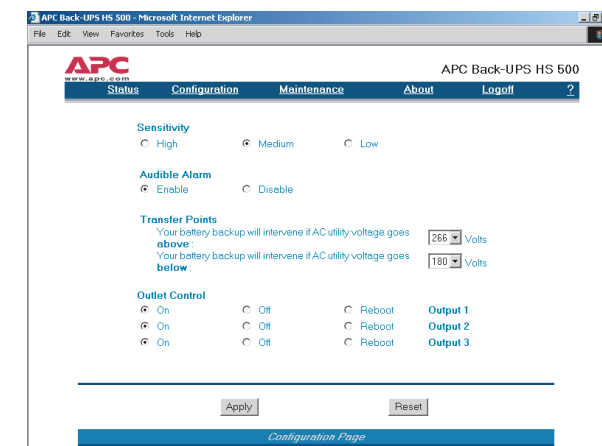 APC Back-UPS HS 500 - Microsoft Internet Explorer
File Edit View Favorites Tools Help
APC
www.apc.com
APC Back-UPS HS 500
Status Configuration Maintenance About Logoff ?
Sensitivity
High Medium Low
Audible Alarm
Enable Disable
Transfer Points
Your battery backup will intervene if AC utility voltage goes
above :
266 Volts
Your battery backup will intervene if AC utility voltage goes
below :
180 Volts
Outlet Control
On Off Reboot Output 1
On Off Reboot Output 2
On Off Reboot Output 3
Apply Reset
Configuration Page